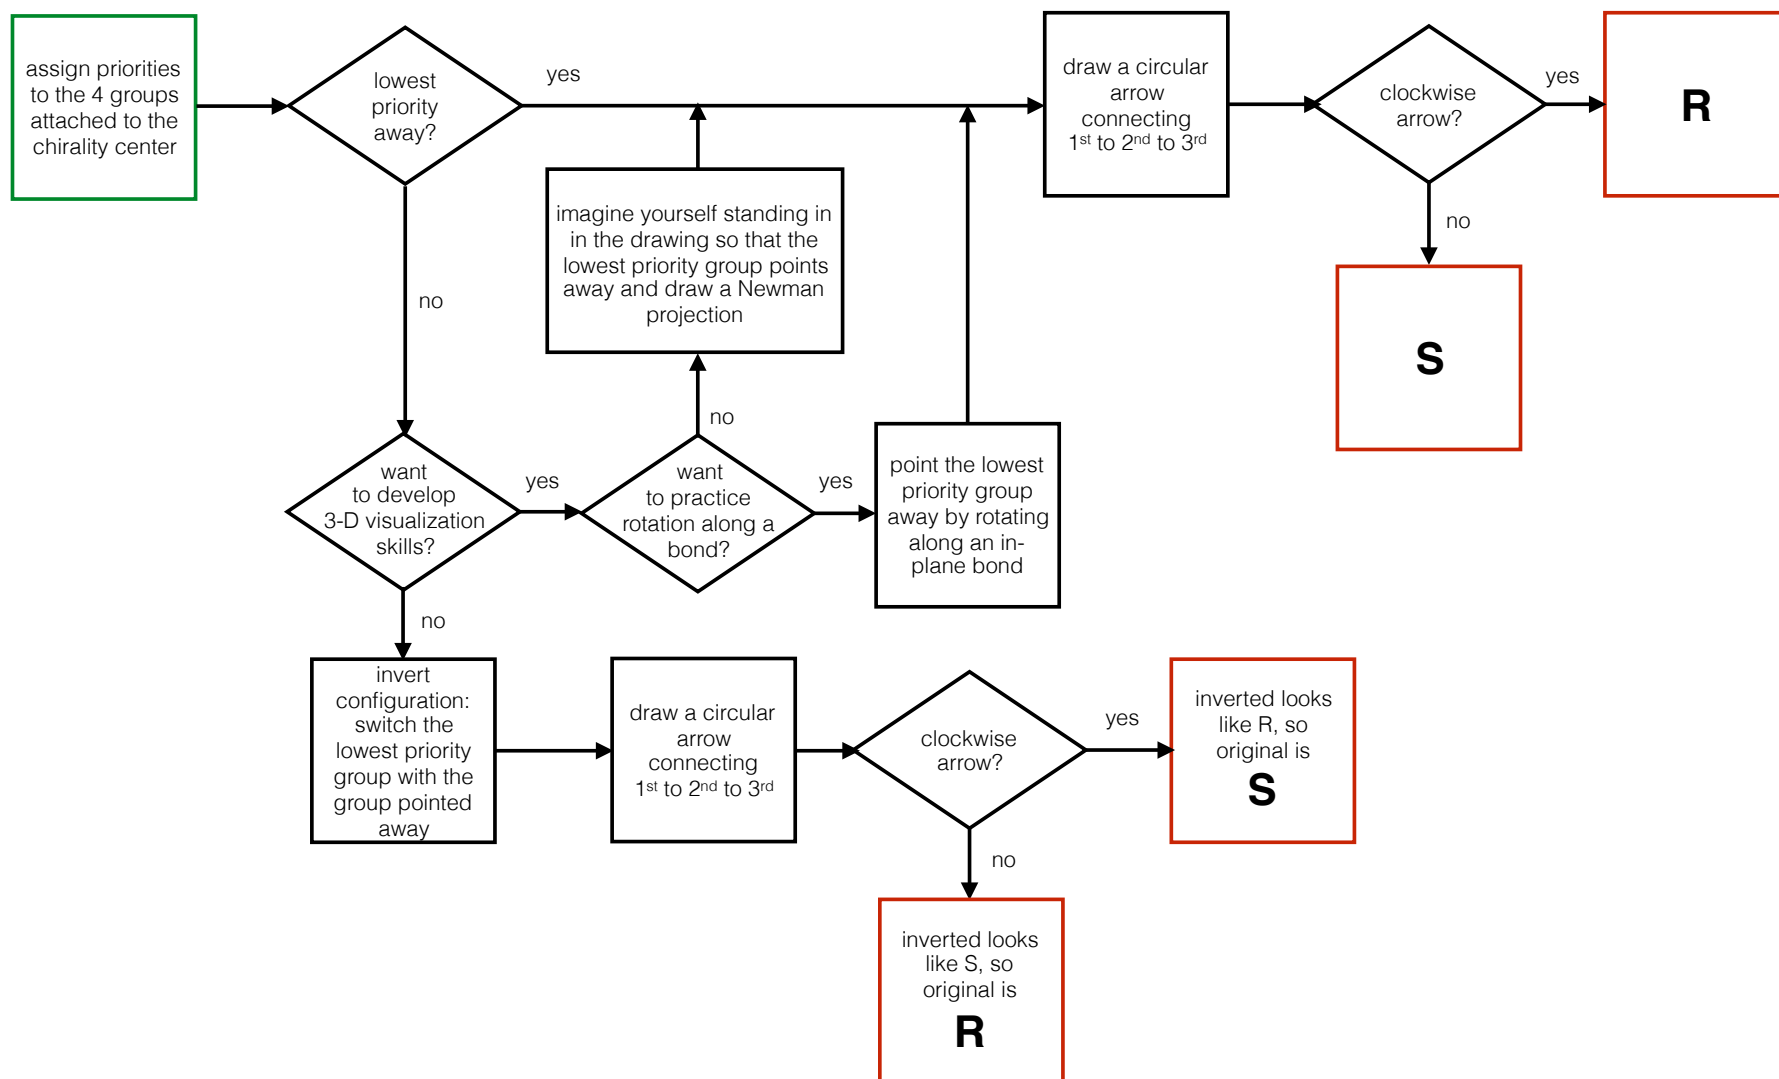 assign priorities
to the 4 groups
attached to the
chirality center
lowest
priority
away?
yes
no
draw a circular
arrow
connecting
1st to 2nd to 3rd
clockwise
arrow?
yes
R
no
S
imagine yourself standing in
in the drawing so that the
lowest priority group points
away and draw a Newman
projection
no
want
to develop
3-D visualization
skills?
yes
want
to practice
rotation along a
bond?
yes
point the lowest
priority group
away by rotating
along an in-
plane bond
no
invert
configuration:
switch the
lowest priority
group with the
group pointed
away
draw a circular
arrow
connecting
1st to 2nd to 3rd
clockwise
arrow?
yes
inverted looks
like R, so
original is
S
no
inverted looks
like S, so
original is
R